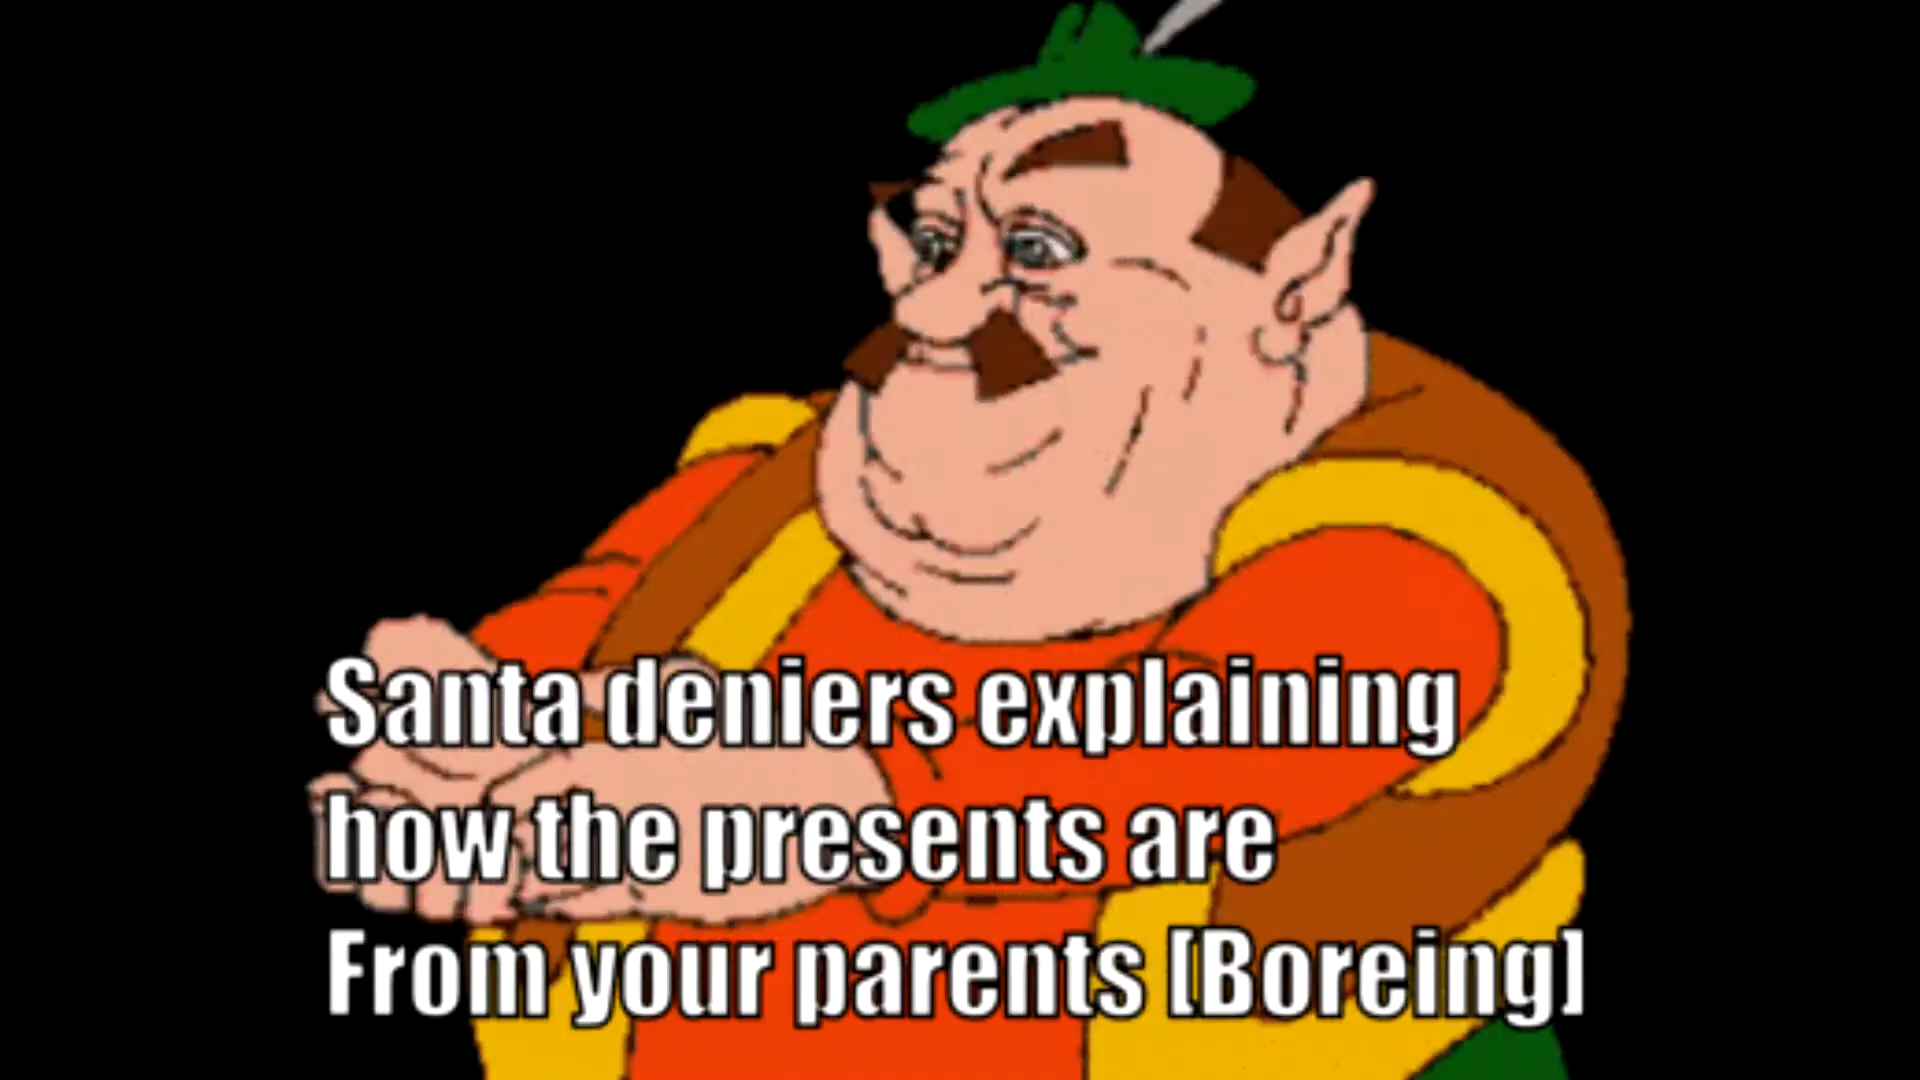 Santa deniers explaining
how the presents are
From your parents [Boreing]